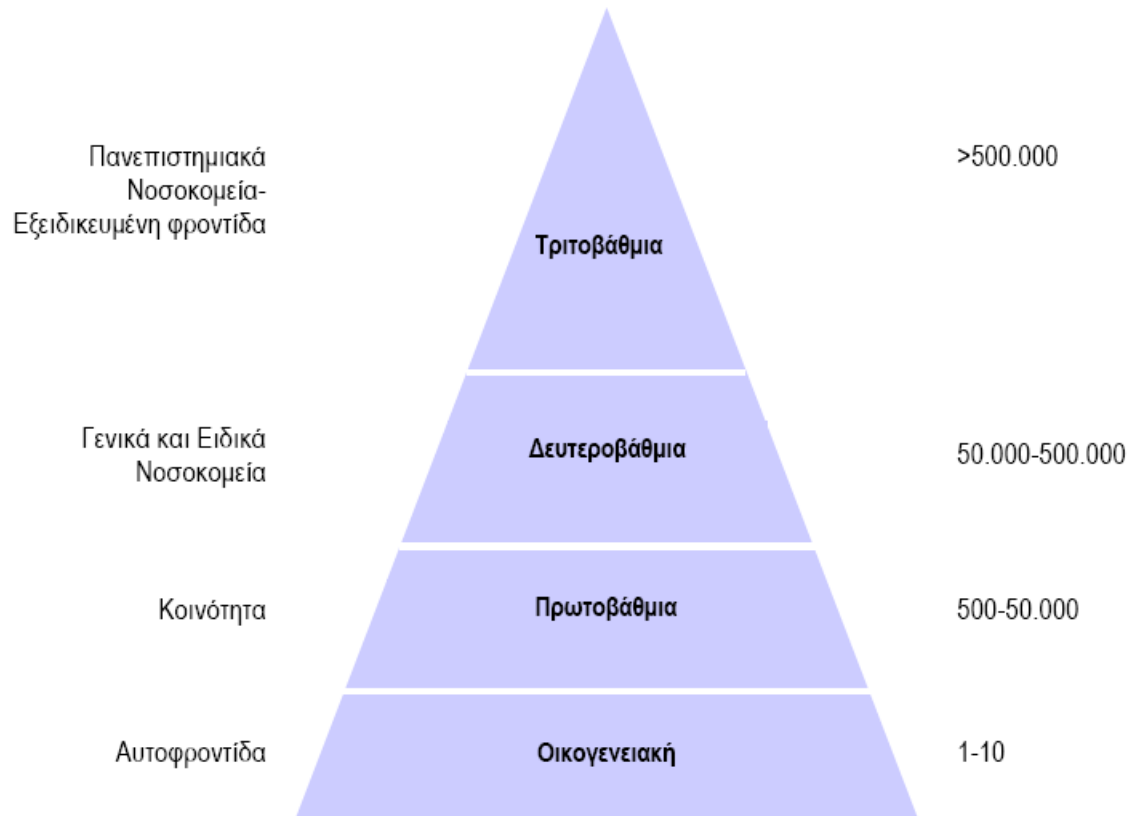 Πανεπιστημιακά
Νοσοκομεία-
Εξειδικευμένη φροντίδα
Τριτοβάθμια
>500.000
Γενικά και Ειδικά
Νοσοκομεία
Δευτεροβάθμια
50.000-500.000
Κοινότητα
Πρωτοβάθμια
500-50.000
Αυτοφροντίδα
Οικογενειακή
1-10